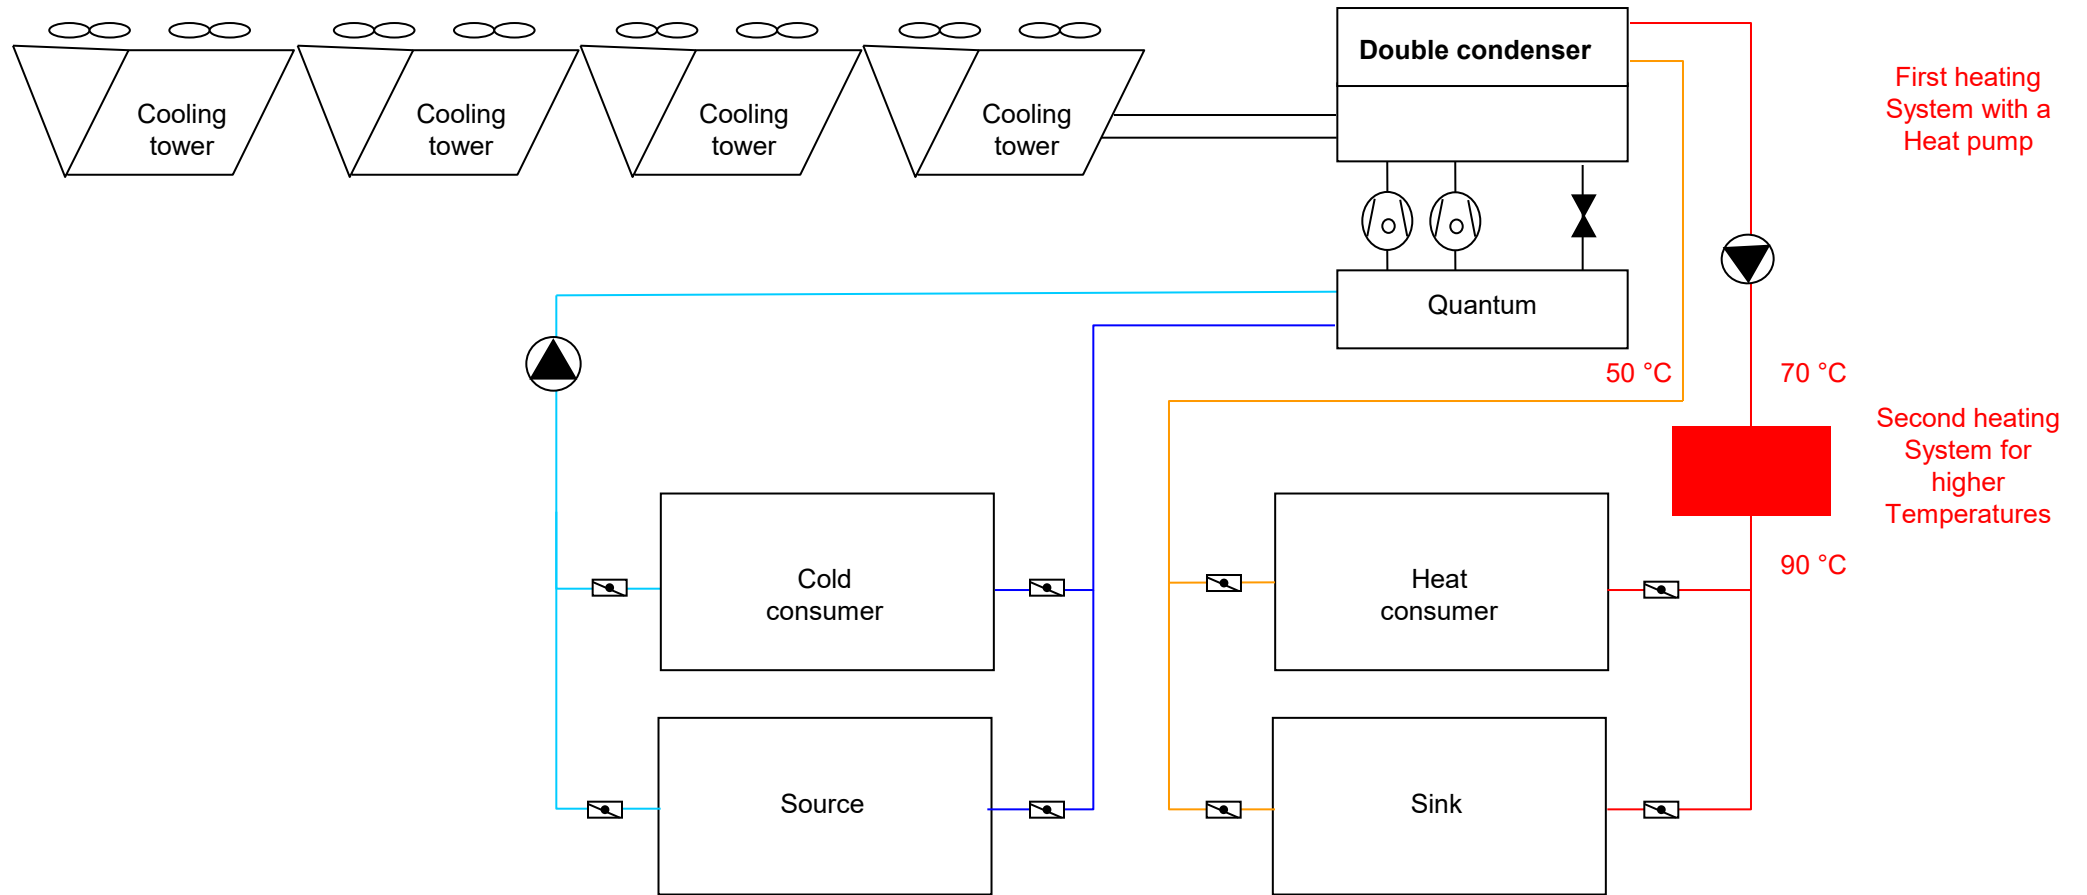 Double condenser
First heating
System with a
Heat pump
Cooling
tower
Cooling
tower
Cooling
tower
Cooling
tower
Quantum
50 °C
70 °C
Second heating
System for
higher
Temperatures
90 °C
Cold
consumer
Heat
consumer
Source
Sink